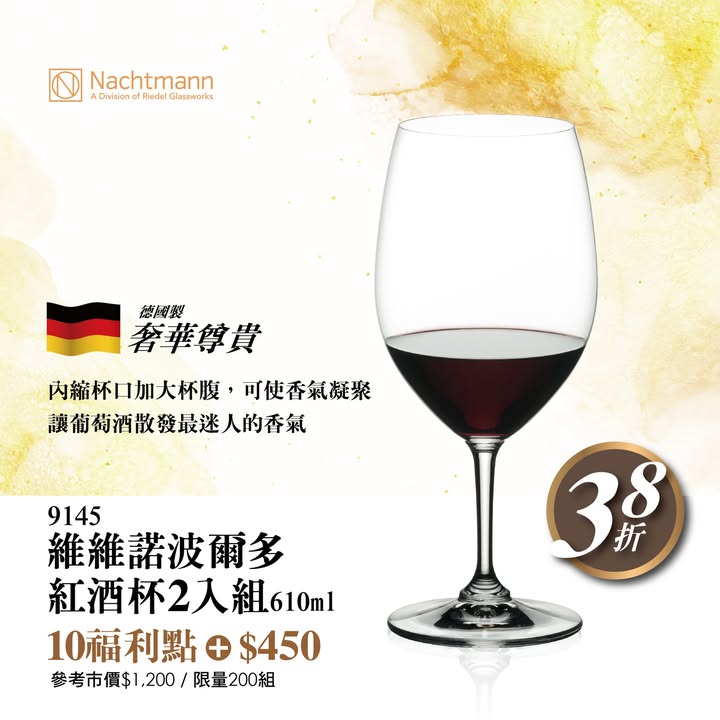 Nachtmann
A Division of Riedel Glassworks
德國製
奢華尊貴
內縮杯口加大杯腹，可使香氣凝聚
讓葡萄酒散發最迷人的香氣
38折
9145
維維諾波爾多
紅酒杯2入組610ml
10福利點+$450
參考市價$1,200 / 限量200組